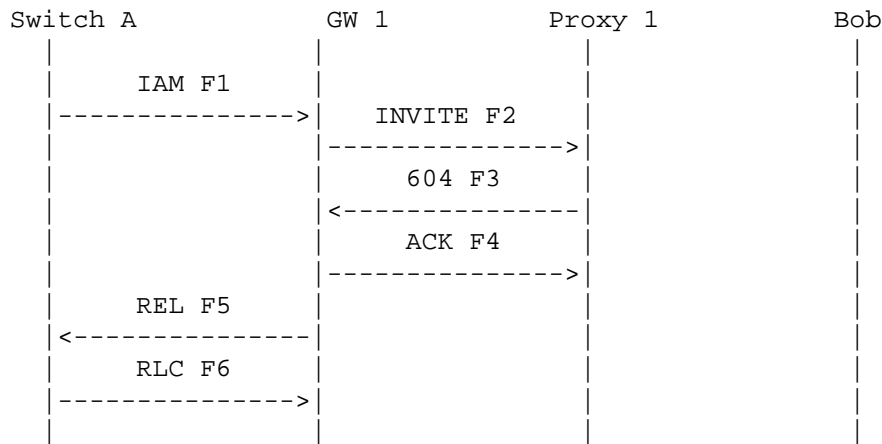 Switch A GW 1 Proxy 1 Bob
IAM F1
INVITE F2
604 F3
ACK F4
REL F5
RLC F6